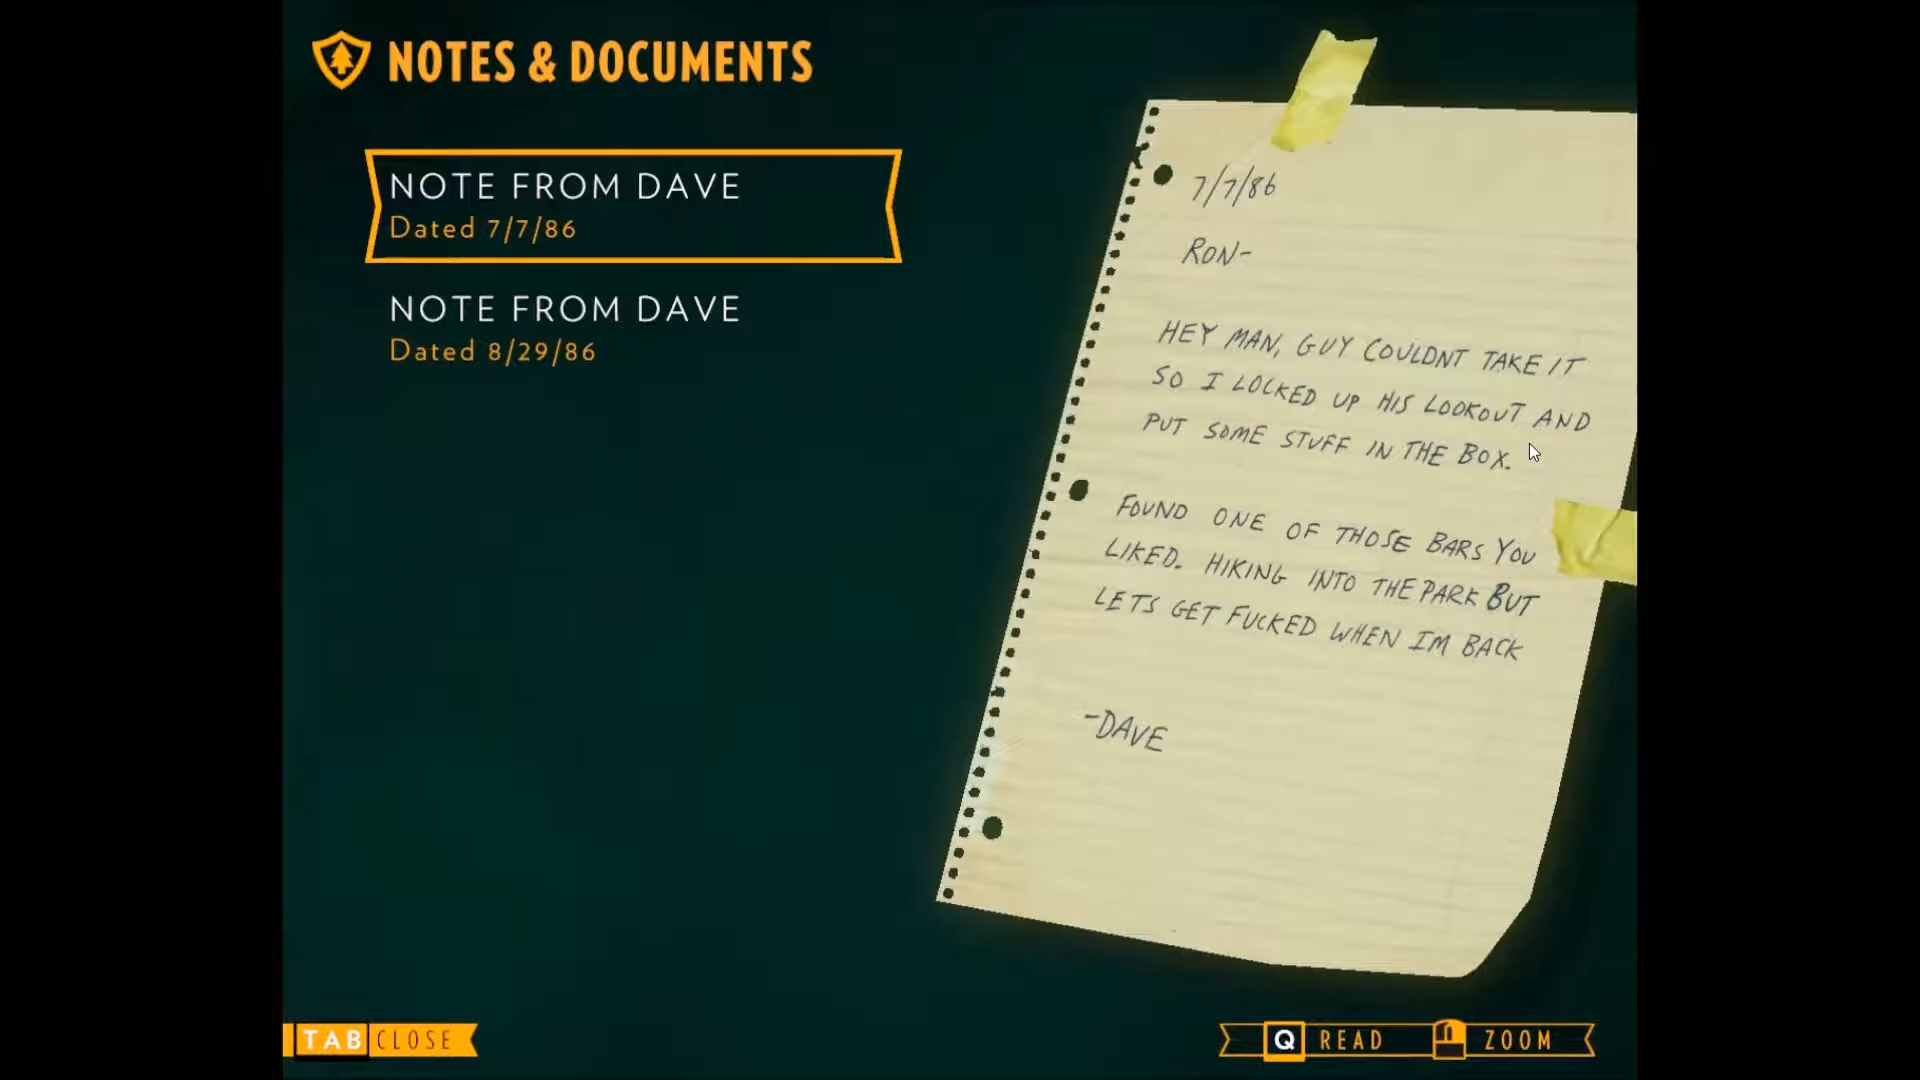 NOTES & DOCUMENTS
NOTE FROM DAVE
Dated 7/7/86
NOTE FROM DAVE
Dated 8/29/86
7/7/86
RON-
HEY MAN, GUY COULDNT TAKE IT
SO I LOCKED UP HIS LOOKOUT AND
PUT SOME STUFF IN THE BOX.
FOUND ONE OF THOSE BARS YOU
LIKED. HIKING INTO THE PARK BUT
LETS GET FUCKED WHEN IM BACK
-DAVE
TAB CLOSE
Q READ ZOOM